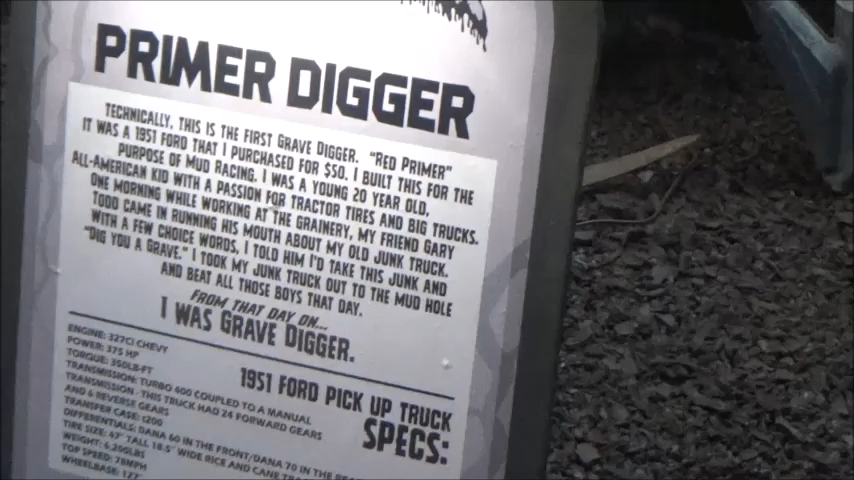 PRIMER DIGGER
TECHNICALLY, THIS IS THE FIRST GRAVE DIGGER. "RED PRIMER"
IT WAS A 1951 FORD THAT I PURCHASED FOR $50. I BUILT THIS FOR THE
PURPOSE OF MUD RACING. I WAS A YOUNG 20 YEAR OLD,
ALL-AMERICAN KID WITH A PASSION FOR TRACTOR TIRES AND BIG TRUCKS.
ONE MORNING WHILE WORKING AT THE GRAINERY, MY FRIEND GARY
TODD CAME IN RUNNING HIS MOUTH ABOUT MY OLD JUNK TRUCK.
WITH A FEW CHOICE WORDS, I TOLD HIM I'D TAKE THIS JUNK AND
"DIG YOU A GRAVE." I TOOK MY JUNK TRUCK OUT TO THE MUD HOLE
AND BEAT ALL THOSE BOYS THAT DAY.
FROM THAT DAY ON...
I WAS GRAVE DIGGER.
1951 FORD PICK UP TRUCK
SPECS:
ENGINE: 327CI CHEVY
POWER: 375 HP
TORQUE: 350LB-FT
TRANSMISSION: TURBO 400 COUPLED TO A MANUAL
TRANSMISSION - THIS TRUCK HAD 24 FORWARD GEARS
AND 6 REVERSE GEARS
TRANSFER CASE: t200
DIFFERENTIALS: DANA 60 IN THE FRONT/DANA 70 IN THE
TIRE SIZE: 47" TALL 18.5" WIDE RICE AND CANE
WEIGHT: 6,200LBS
TOP SPEED: 78MPH
WHEELBASE: